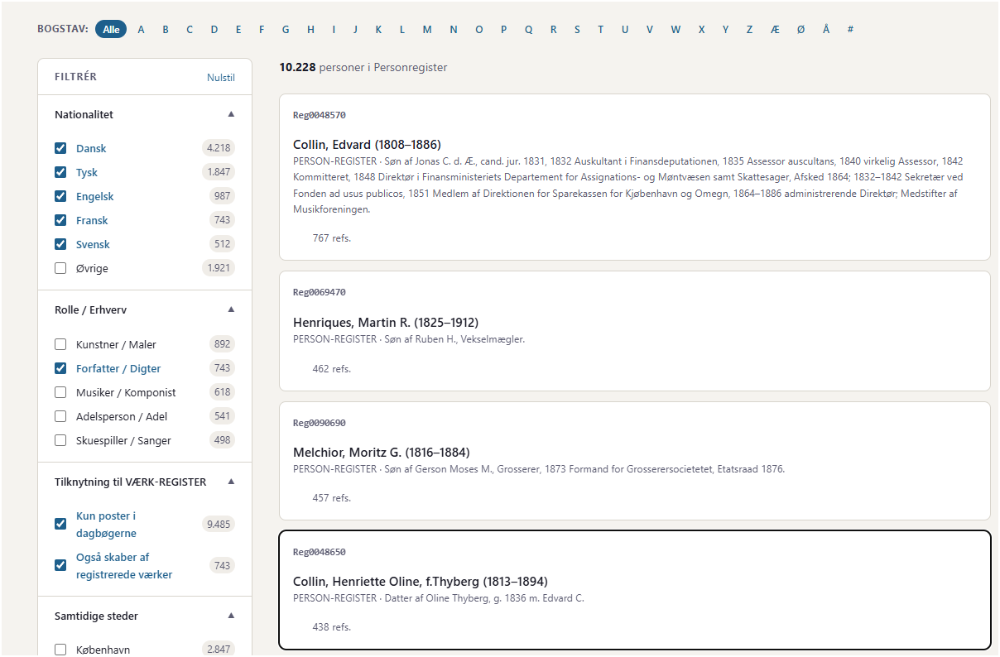 BOGSTAV: Alle A B C D E F G H I J K L M N O P Q R S T U V W X Y Z Æ Ø Å #
FILTRÉR Nulstil
Nationalitet ▲
Dansk 4.218
Tysk 1.847
Engelsk 987
Fransk 743
Svensk 512
Øvrige 1.921
Rolle / Erhverv ▲
Kunstner / Maler 892
Forfatter / Digter 743
Musiker / Komponist 618
Adelsperson / Adel 541
Skuespiller / Sanger 498
Tilknytning til VÆRK-REGISTER ▲
Kun poster i
dagbøgerne 9.485
Også skaber af
registrerede værker 743
Samtidige steder ▲
København 2.847
10.228 personer i Personregister
Reg0048570
Collin, Edvard (1808–1886)
PERSON-REGISTER · Søn af Jonas C. d. Æ., cand. jur. 1831, 1832 Auskultant i Finansdeputationen, 1835 Assessor auscultans, 1840 virkelig Assessor, 1842
Kommitteret, 1848 Direktør i Finansministeriets Departement for Assignations- og Møntvæsen samt Skattesager, Afsked 1864; 1832–1842 Sekretær ved
Fonden ad usus publicos, 1851 Medlem af Direktionen for Sparekassen for Kjøbenhavn og Omegn, 1864–1886 administrerende Direktør; Medstifter af
Musikforeningen.
767 refs.
Reg0069470
Henriques, Martin R. (1825–1912)
PERSON-REGISTER · Søn af Ruben H., Vekselmægler.
462 refs.
Reg0090690
Melchior, Moritz G. (1816–1884)
PERSON-REGISTER · Søn af Gerson Moses M., Grosserer, 1873 Formand for Grosserersocietetet, Etatsraad 1876.
457 refs.
Reg0048650
Collin, Henriette Oline, f.Thyberg (1813–1894)
PERSON-REGISTER · Datter af Oline Thyberg, g. 1836 m. Edvard C.
438 refs.